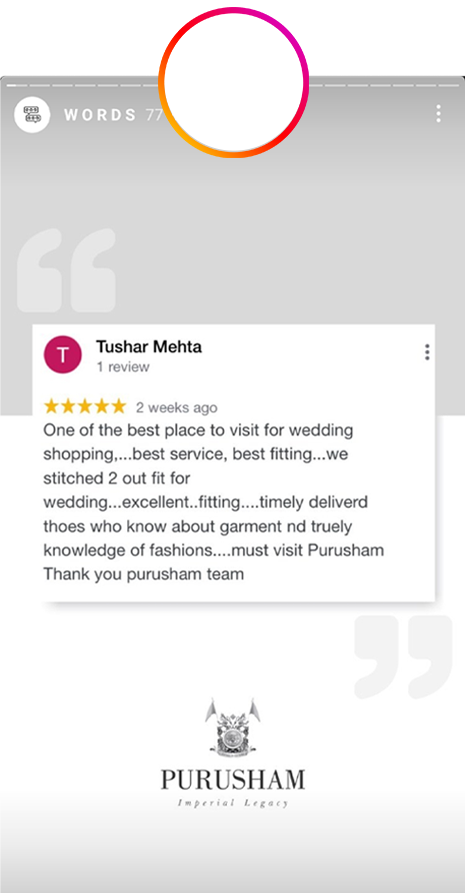 WORDS 77
T
Tushar Mehta
1 review
2 weeks ago
One of the best place to visit for wedding
shopping,...best service, best fitting...we
stitched 2 out fit for
wedding...excellent..fitting....timely deliverd
thoes who know about garment nd truely
knowledge of fashions....must visit Purusham
Thank you purusham team
PURUSHAM
Imperial Legacy